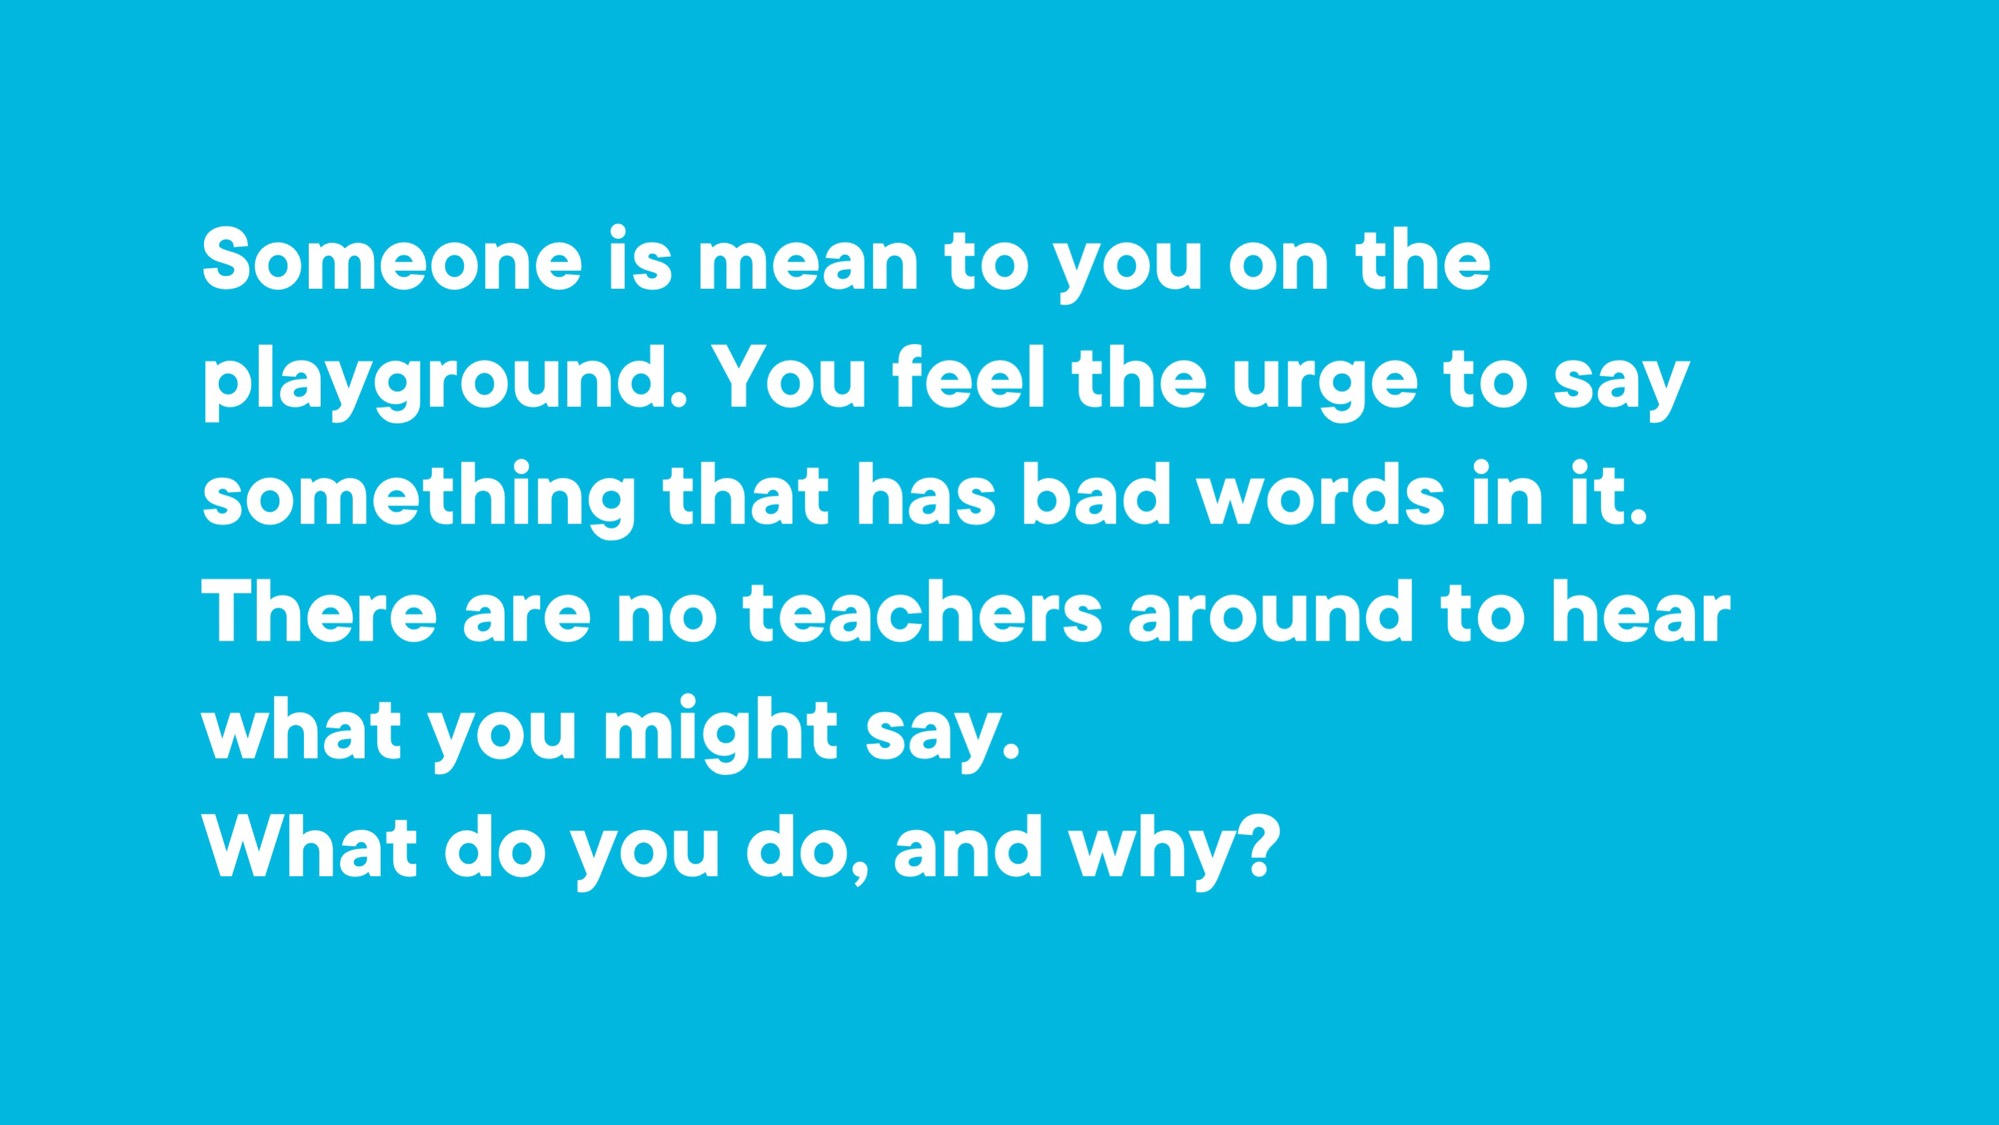 Someone is mean to you on the
playground. You feel the urge to say
something that has bad words in it.
There are no teachers around to hear
what you might say.
What do you do, and why?